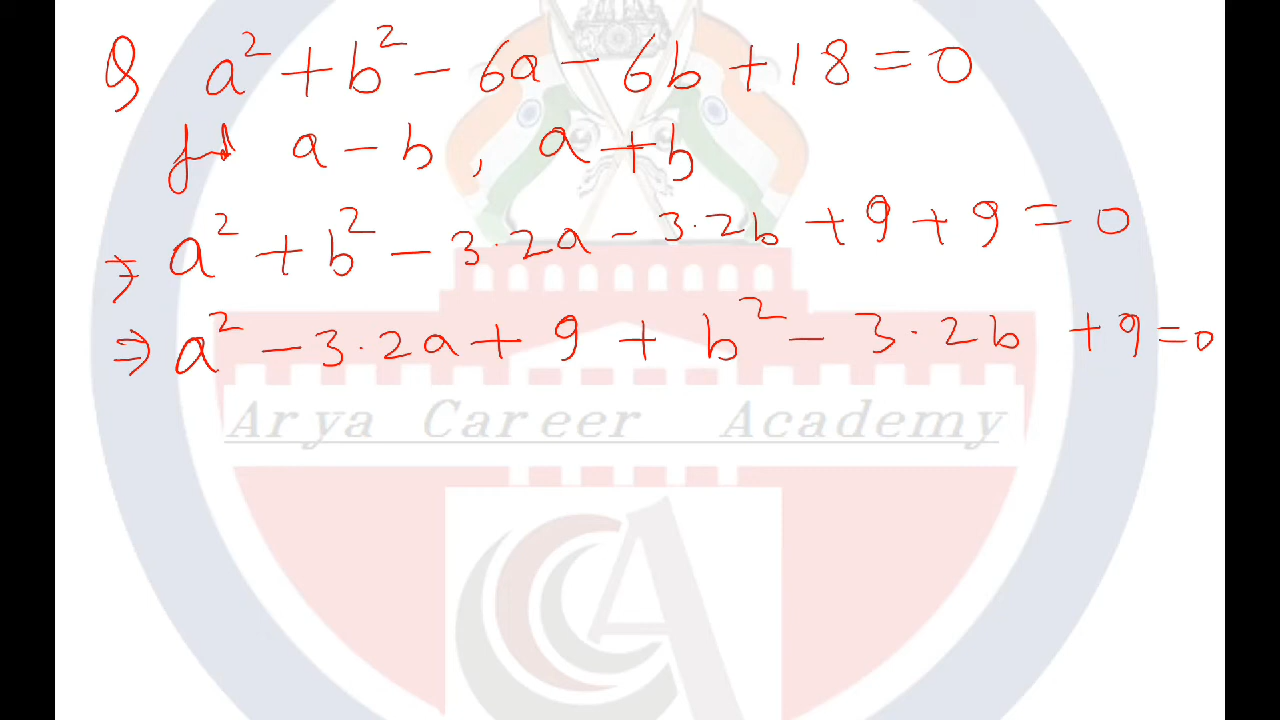 Q a² + b² - 6a - 6b + 18 = 0
find a - b, a + b
⇒ a² + b² - 3·2a - 3·2b + 9 + 9 = 0
⇒ a² - 3·2a + 9 + b² - 3·2b + 9 = 0
Arya Career Academy